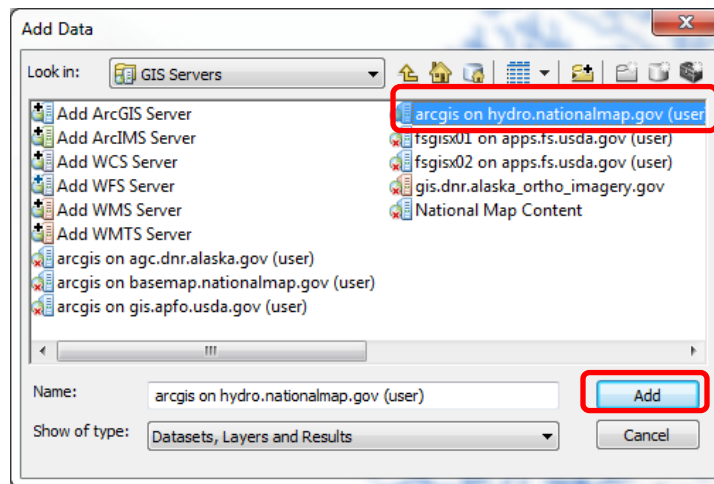 Add Data
Look in:
GIS Servers
Add ArcGIS Server
Add ArcIMS Server
Add WCS Server
Add WFS Server
Add WMS Server
Add WMTS Server
arcgis on agc.dnr.alaska.gov (user)
arcgis on basemap.nationalmap.gov (user)
arcgis on gis.apfo.usda.gov (user)
arcgis on hydro.nationalmap.gov (user
fsgisx01 on apps.fs.usda.gov (user)
fsgisx02 on apps.fs.usda.gov (user)
gis.dnr.alaska_ortho_imagery.gov
National Map Content
Name:
arcgis on hydro.nationalmap.gov (user)
Add
Show of type:
Datasets, Layers and Results
Cancel